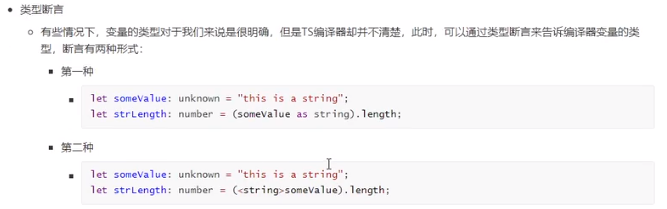 类型断言
有些情况下，变量的类型对于我们来说是很明确，但是TS编译器却并不清楚，此时，可以通过类型断言来告诉编译器变量的类
型，断言有两种形式：
第一种
let someValue: unknown = "this is a string";
let strLength: number = (someValue as string).length;
第二种
let someValue: unknown = "this is a string";
let strLength: number = (<string>someValue).length;